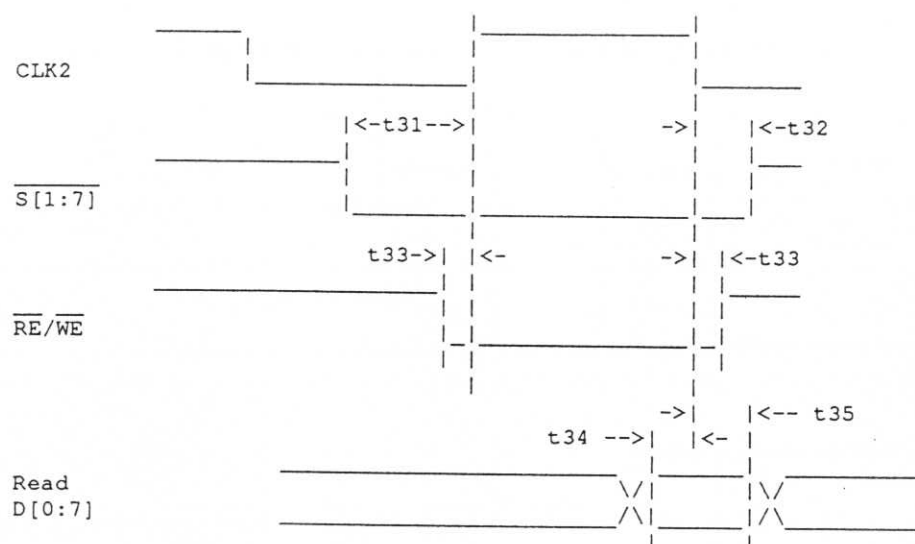 CLK2
<-t31-->
-> <-t32
S[1:7]
t33-> <-
-> <-t33
RE/WE
-> <-- t35
t34 --> <-
Read
D[0:7]